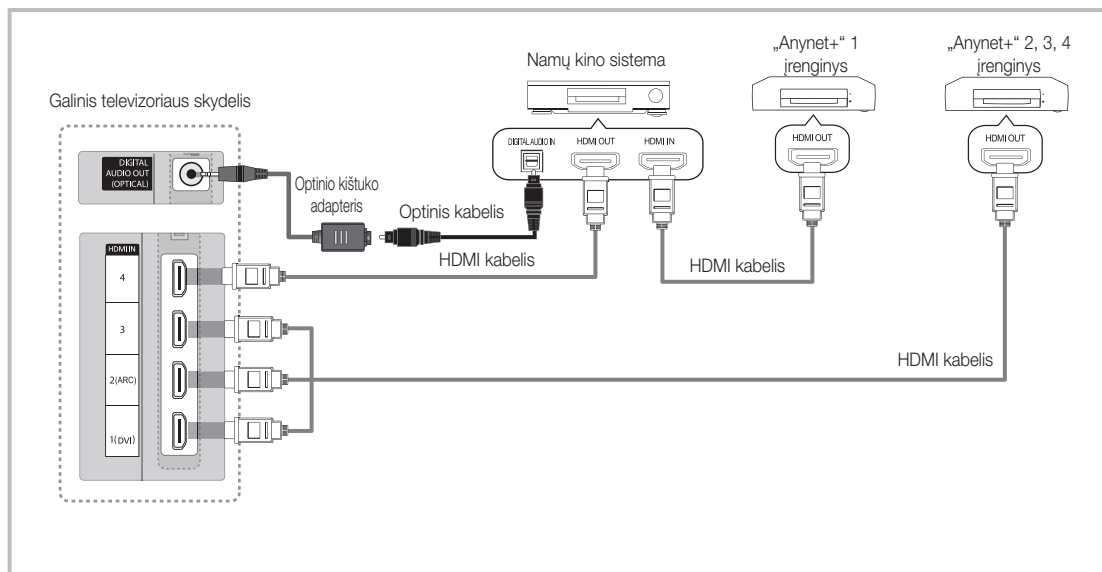 „Anynet+“ 1
įrenginys
„Anynet+“ 2, 3, 4
įrenginys
Namų kino sistema
Galinis televizoriaus skydelis
DIGITAL AUDIO IN
HDMI OUT
HDMI IN
HDMI OUT
HDMI OUT
DIGITAL
AUDIO OUT
(OPTICAL)
Optinio kištuko
adapteris
Optinis kabelis
HDMI kabelis
HDMI kabelis
HDMI kabelis
HDMI IN
4
3
2(ARC)
1(DVI)